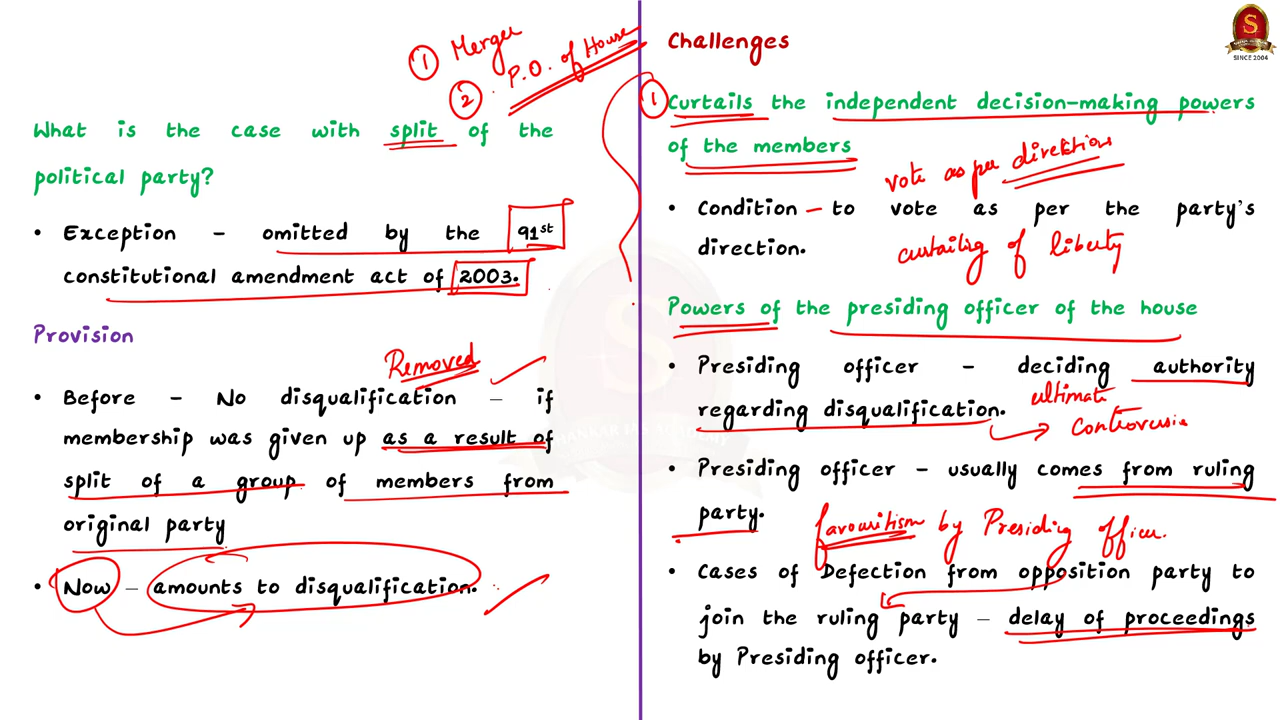 ① Merger
② P.O. of House
What is the case with split of the
political party?
• Exception – omitted by the 91st
constitutional amendment act of 2003.
Provision
Removed
• Before – No disqualification – if
membership was given up as a result of
split of a group of members from
original party
• Now – amounts to disqualification.
Challenges
S
SINCE 2004
① Curtails the independent decision-making powers
of the members
vote as per direction
• Condition – to vote as per the party's
direction.
curtailing of liberty
Powers of the presiding officer of the house
• Presiding officer – deciding authority
regarding disqualification.
ultimate
• Presiding officer – usually comes from ruling
party.
favouritism by Presiding officer.
• Cases of Defection from opposition party to
join the ruling party – delay of proceedings
by Presiding officer.